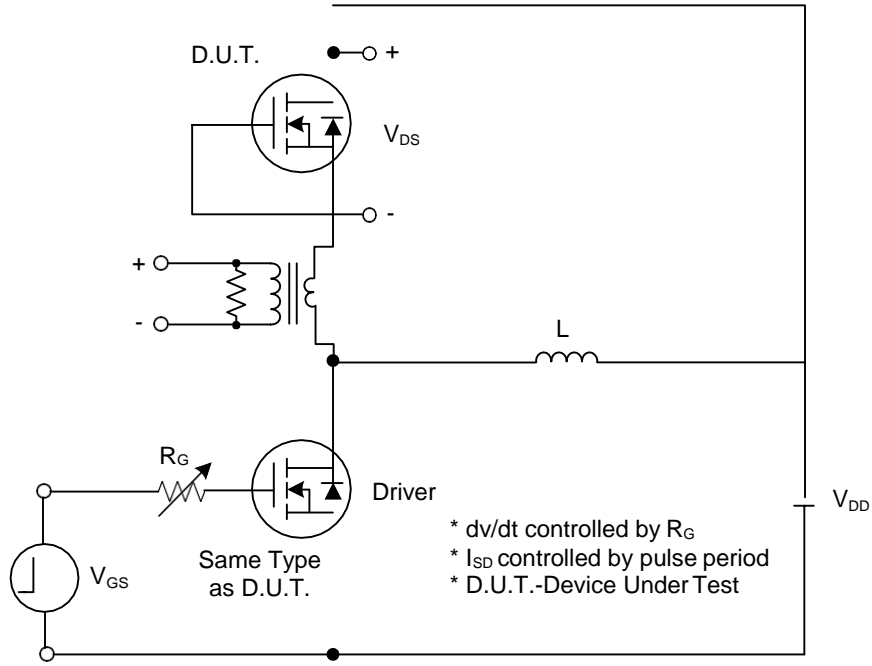 D.U.T.
+
VDS
-
+
-
L
RG
Driver
VDD
VGS
Same Type
as D.U.T.
* dv/dt controlled by RG
* ISD controlled by pulse period
* D.U.T.-Device Under Test